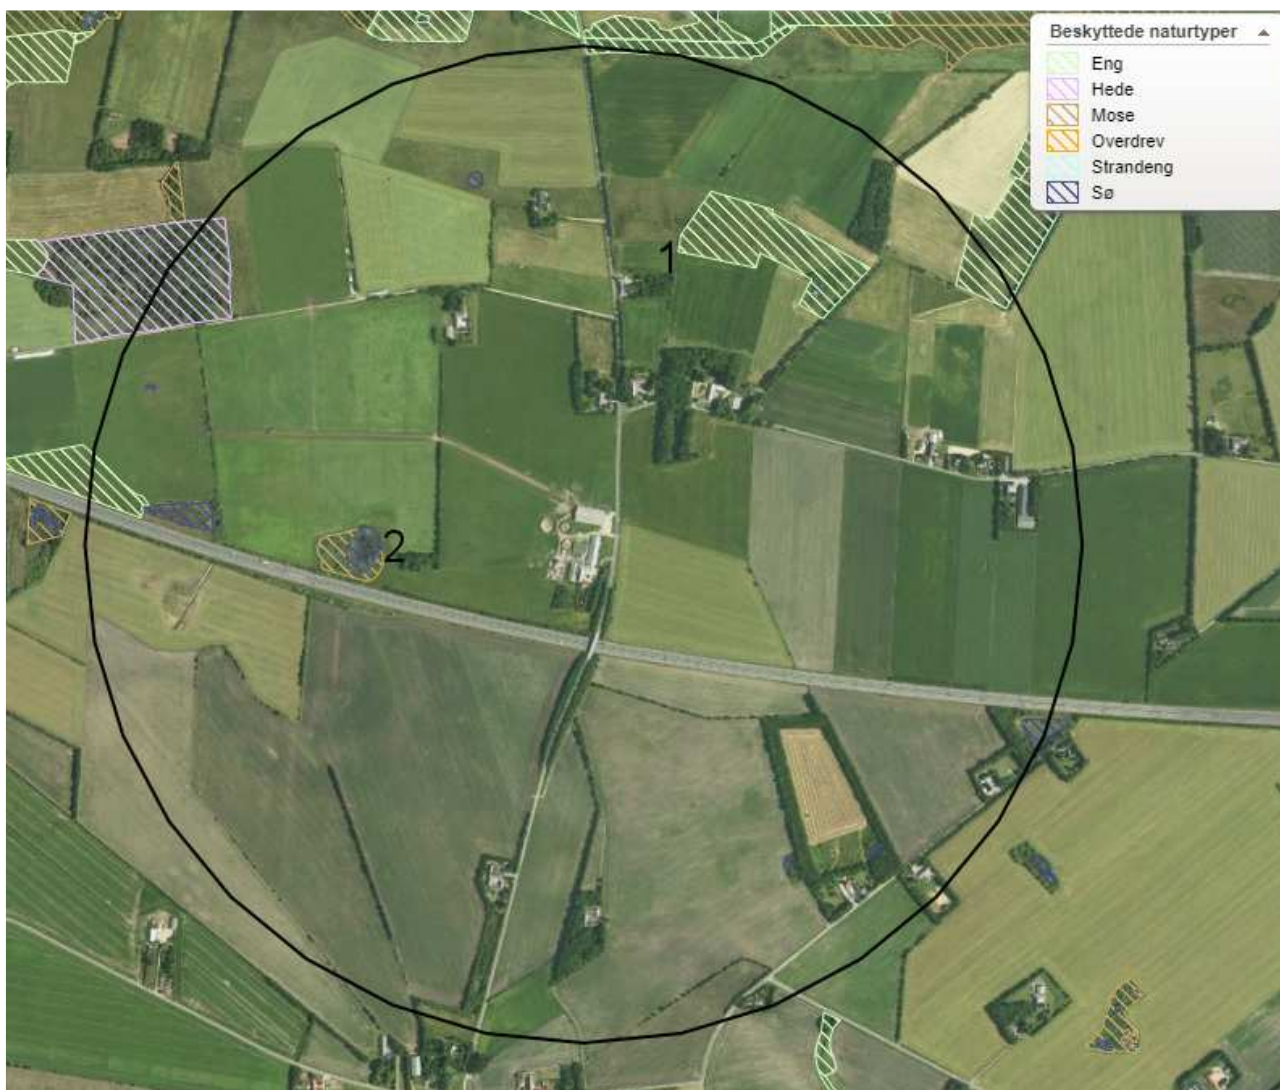 Beskyttede naturtyper
Eng
Hede
Mose
Overdrev
Strandeng
Sø
1
2